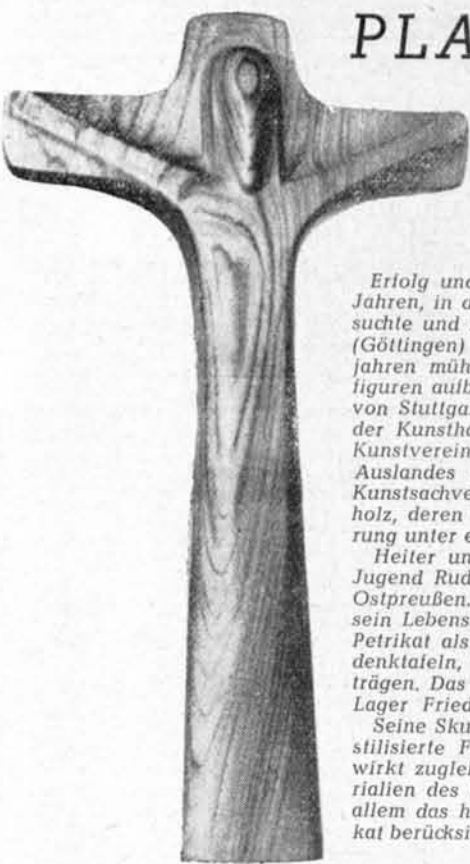 PLA
Erfolg und
Jahren, in d
suchte und
(Göttingen)
jahren müh
figuren aufb
von Stuttga
der Kunstha
Kunstverein
Auslandes
Kunstsachve
holz, deren
rung unter e
Heiter un
Jugend Rud
Ostpreußen.
sein Lebens
Petrikat als
denktafeln,
trägen. Das
Lager Fried
Seine Sku
stilisierte F
wirkt zuglei
rialien des
allem das h
kat berücksi